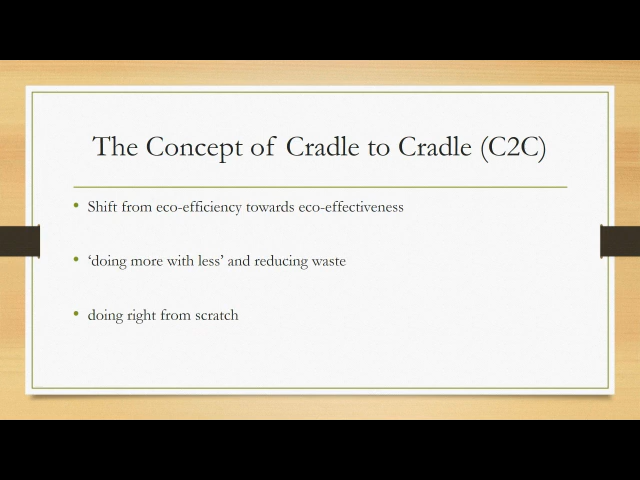 The Concept of Cradle to Cradle (C2C)
• Shift from eco-efficiency towards eco-effectiveness
• ‘doing more with less’ and reducing waste
• doing right from scratch